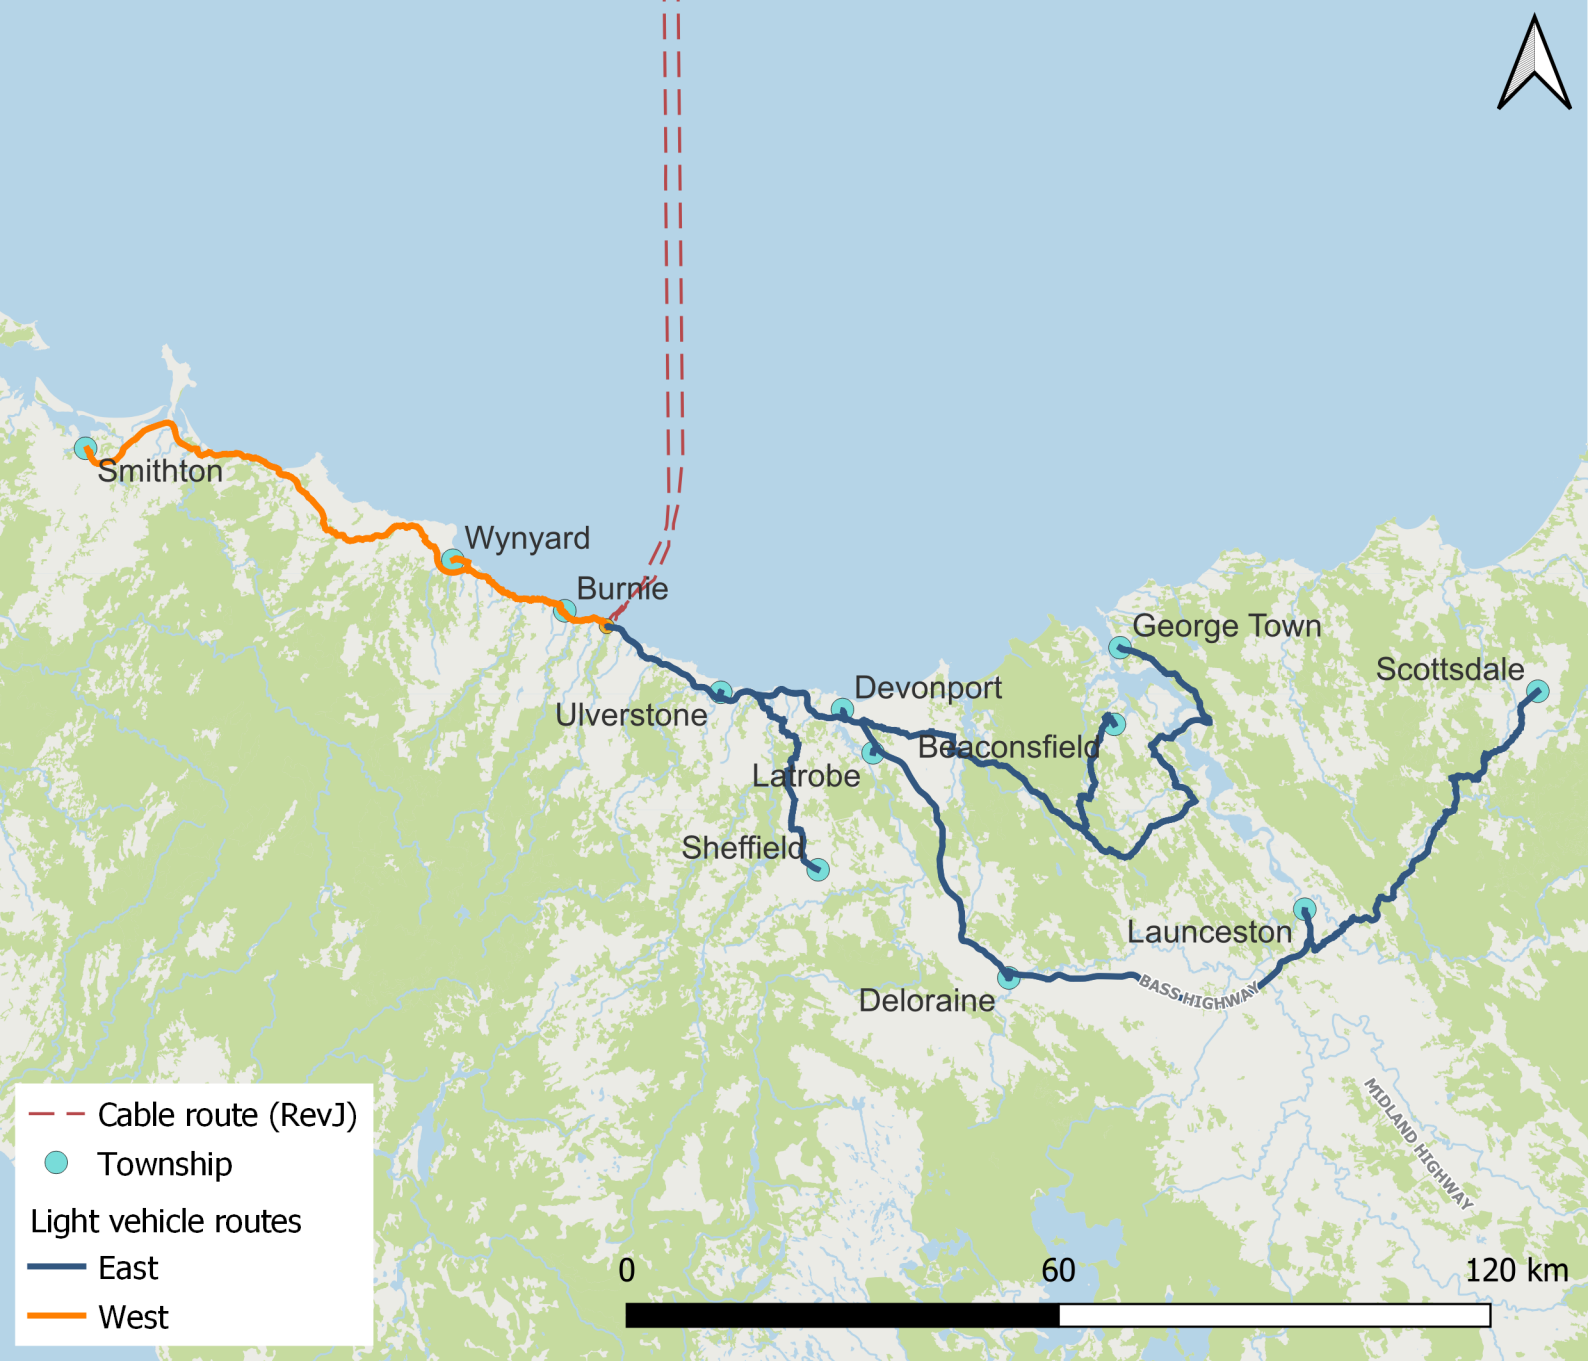 Smithton
Wynyard
Burnie
George Town
Scottsdale
Devonport
Ulverstone
Beaconsfield
Latrobe
Sheffield
Launceston
Deloraine
BASS HIGHWAY
MIDLAND HIGHWAY
Cable route (RevJ)
Township
Light vehicle routes
East
West
0 60 120 km